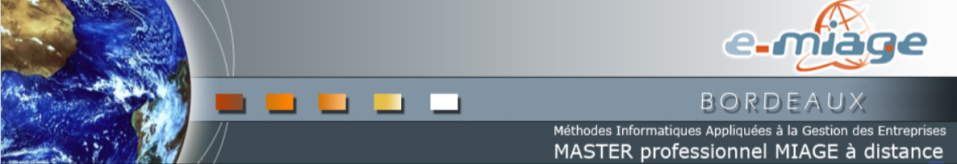 e-miage
BORDEAUX
Méthodes Informatiques Appliquées à la Gestion des Entreprises
MASTER professionnel MIAGE à distance